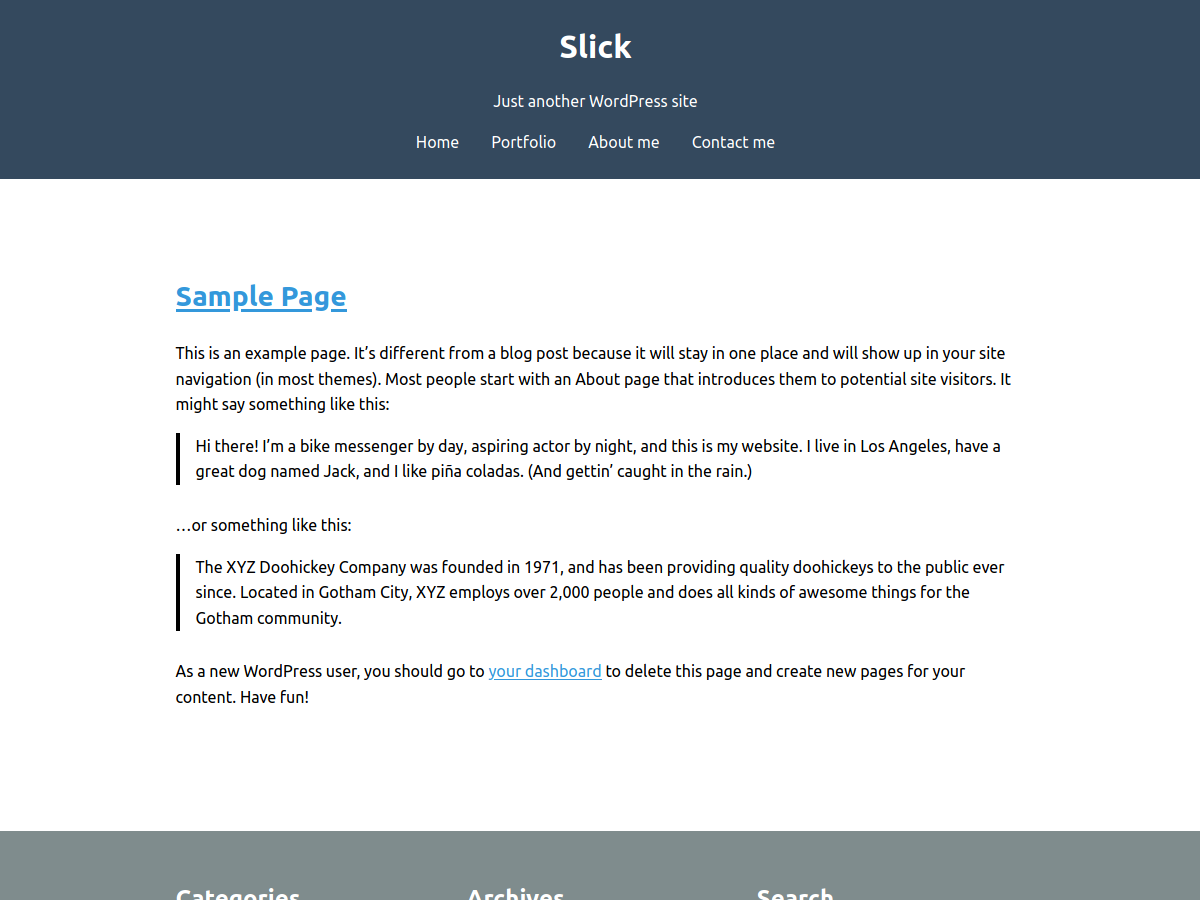 Slick
Just another WordPress site
Home Portfolio About me Contact me
Sample Page
This is an example page. It’s different from a blog post because it will stay in one place and will show up in your site
navigation (in most themes). Most people start with an About page that introduces them to potential site visitors. It
might say something like this:
Hi there! I’m a bike messenger by day, aspiring actor by night, and this is my website. I live in Los Angeles, have a
great dog named Jack, and I like piña coladas. (And gettin’ caught in the rain.)
…or something like this:
The XYZ Doohickey Company was founded in 1971, and has been providing quality doohickeys to the public ever
since. Located in Gotham City, XYZ employs over 2,000 people and does all kinds of awesome things for the
Gotham community.
As a new WordPress user, you should go to your dashboard to delete this page and create new pages for your
content. Have fun!
Categories Archives Search